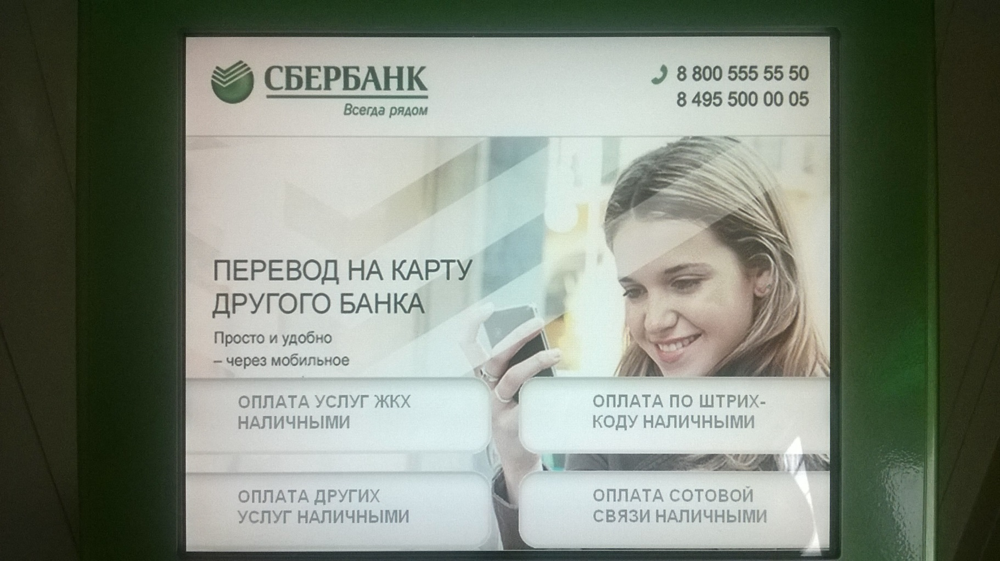 СБЕРБАНК
Всегда рядом
8 800 555 55 50
8 495 500 00 05
ПЕРЕВОД НА КАРТУ
ДРУГОГО БАНКА
Просто и удобно
– через мобильное
ОПЛАТА УСЛУГ ЖКХ
НАЛИЧНЫМИ
ОПЛАТА ПО ШТРИХ-
КОДУ НАЛИЧНЫМИ
ОПЛАТА ДРУГИХ
УСЛУГ НАЛИЧНЫМИ
ОПЛАТА СОТОВОЙ
СВЯЗИ НАЛИЧНЫМИ